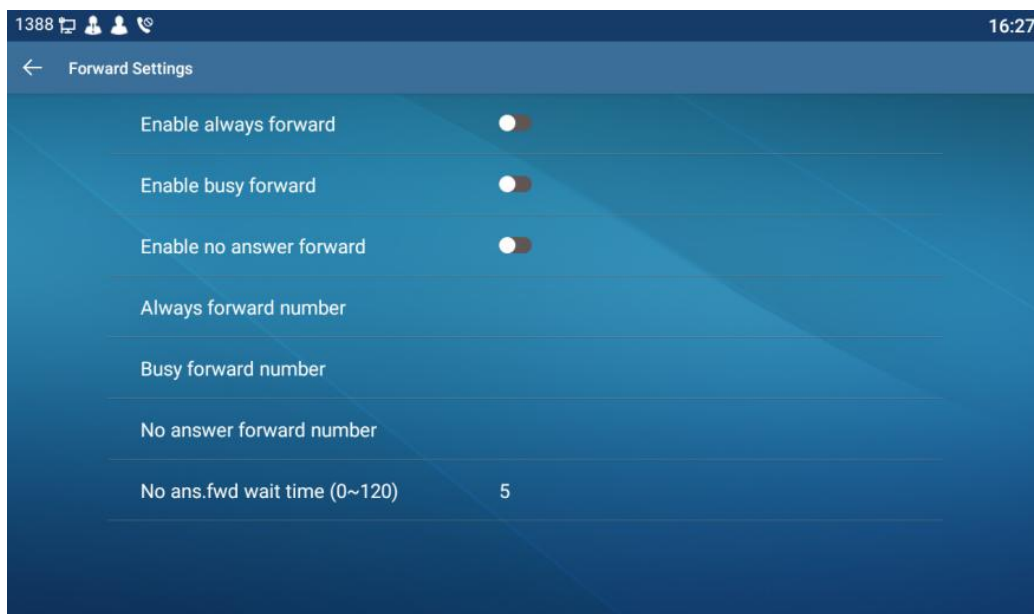 1388 16:27
Forward Settings
Enable always forward
Enable busy forward
Enable no answer forward
Always forward number
Busy forward number
No answer forward number
No ans.fwd wait time (0~120) 5